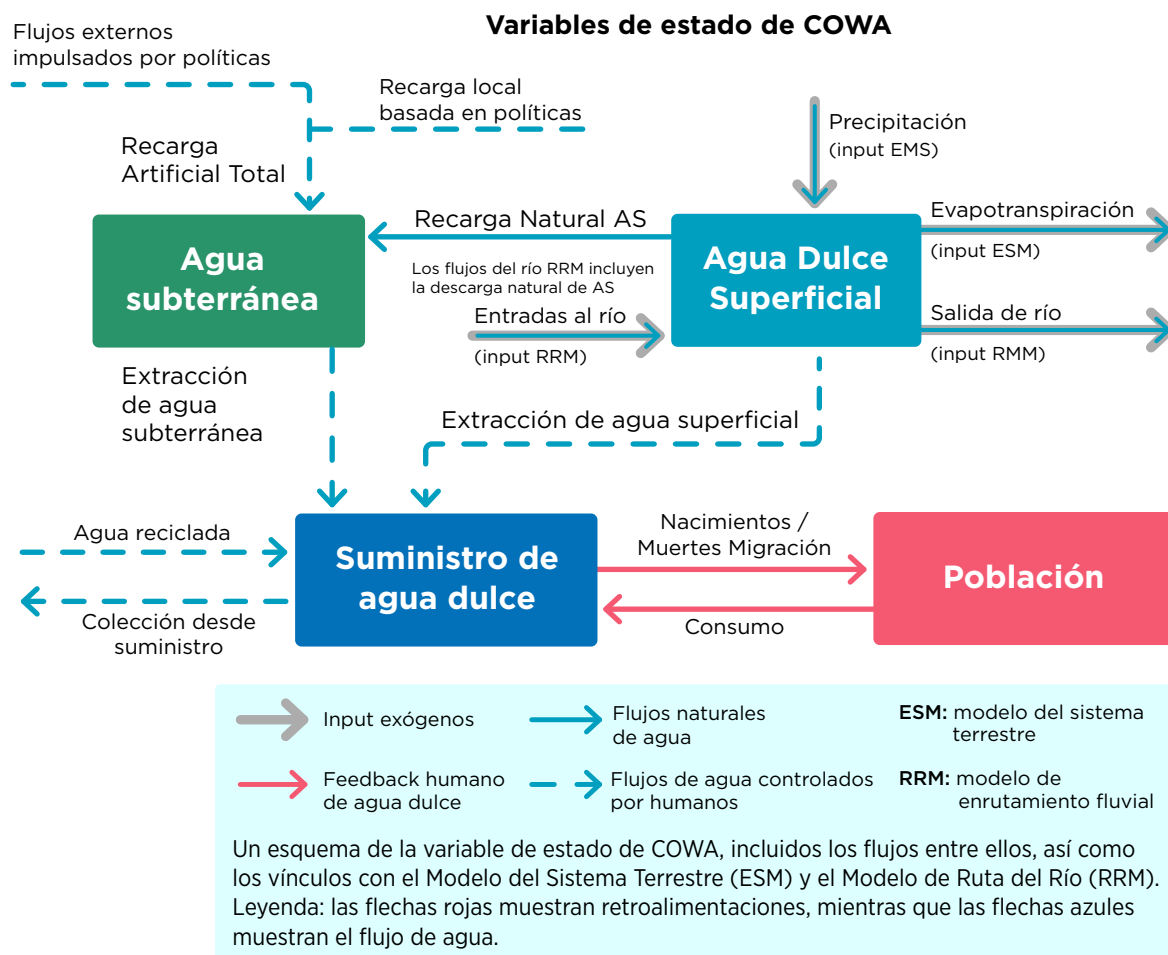 Variables de estado de COWA
Flujos externos
impulsados por políticas
Recarga local
basada en políticas
Recarga
Artificial Total
Precipitación
(input EMS)
Agua
subterránea
Recarga Natural AS
Los flujos del río RRM incluyen
la descarga natural de AS
Entradas al río
(input RRM)
Agua Dulce
Superficial
Evapotranspiración
(input ESM)
Salida de río
(input RMM)
Extracción
de agua
subterránea
Extracción de agua superficial
Agua reciclada
Colección desde
suministro
Suministro de
agua dulce
Nacimientos /
Muertes Migración
Consumo
Población
Input exógenos
Feedback humano
de agua dulce
Flujos naturales
de agua
Flujos de agua controlados
por humanos
ESM: modelo del sistema
terrestre
RRM: modelo de
enrutamiento fluvial
Un esquema de la variable de estado de COWA, incluidos los flujos entre ellos, así como
los vínculos con el Modelo del Sistema Terrestre (ESM) y el Modelo de Ruta del Río (RRM).
Leyenda: las flechas rojas muestran retroalimentaciones, mientras que las flechas azules
muestran el flujo de agua.